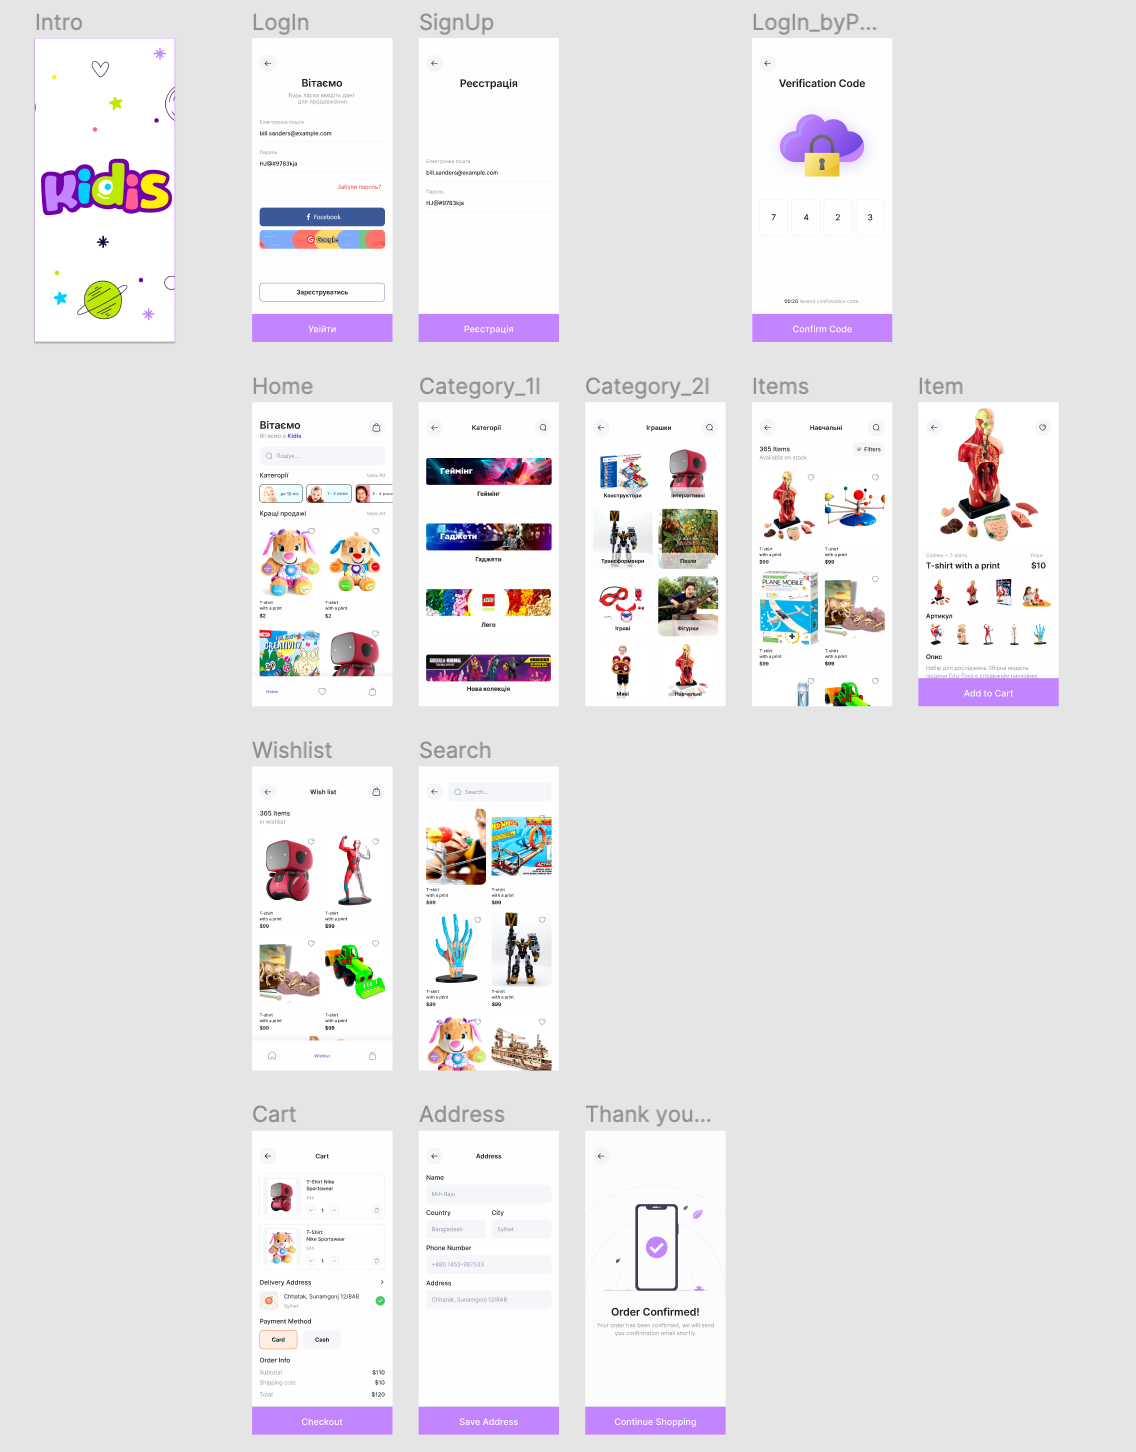 Intro
LogIn
SignUp
LogIn_byP...
Kidis
Вітаємо
Будь ласка введіть дані
для продовження
Електронна пошта
bill.sanders@example.com
Пароль
HJ@#9783kja
Забули пароль?
Facebook
Google
Зареєструватись
Увійти
Реєстрація
Електронна пошта
bill.sanders@example.com
Пароль
HJ@#9783kja
Реєстрація
Verification Code
7 4 2 3
00:20 resend confirmation code.
Confirm Code
Home
Category_1l
Category_2l
Items
Item
Вітаємо
Вітаємо в Kidis
Пошук...
Категорії View All
до 12 міс 1 - 2 роки 3 - 4 роки
Кращі продажі View All
T-shirt
with a print
$2
T-shirt
with a print
$2
CREATIVITY
Home
Категорії
Геймінг
Геймінг
Гаджети
Гаджети
LEGO
Лего
GODZILLA KONG
Нова колекція
Іграшки
Конструктори
Інтерактивні
Трансформери
Пазли
Ігрові
Фігурки
Мякі
Навчальні
Навчальні
365 Items
Available on stock
Filters
T-shirt
with a print
$99
T-shirt
with a print
$99
PLANE MOBILE
T-shirt
with a print
$99
T-shirt
with a print
$99
Clothes > T-shirts Price
T-shirt with a print $10
Артикул
Опис
Набір для досліджень Збірна модель
людини Edu-Toys є справжнім науковим
Add to Cart
Wishlist
Search
Wish list
365 Items
in wishlist
T-shirt
with a print
$99
T-shirt
with a print
$99
T-shirt
with a print
$99
T-shirt
with a print
$99
Wishlist
Search...
T-shirt
with a print
$99
T-shirt
with a print
$99
T-shirt
with a print
$99
T-shirt
with a print
$99
Cart
Address
Thank you...
Cart
T-Shirt Nike
Sportswear
$45
1
T-Shirt
Nike Sportswear
$45
1
Delivery Address
Chhatak, Sunamgonj 12/8AB
Sylhet
Payment Method
Card Cash
Order Info
Subtotal $110
Shipping cost $10
Total $120
Checkout
Address
Name
Mrh Raju
Country City
Bangladesh Sylhet
Phone Number
+880 1453-987533
Address
Chhatak, Sunamgonj 12/8AB
Save Address
Order Confirmed!
Your order has been confirmed, we will send
you confirmation email shortly.
Continue Shopping